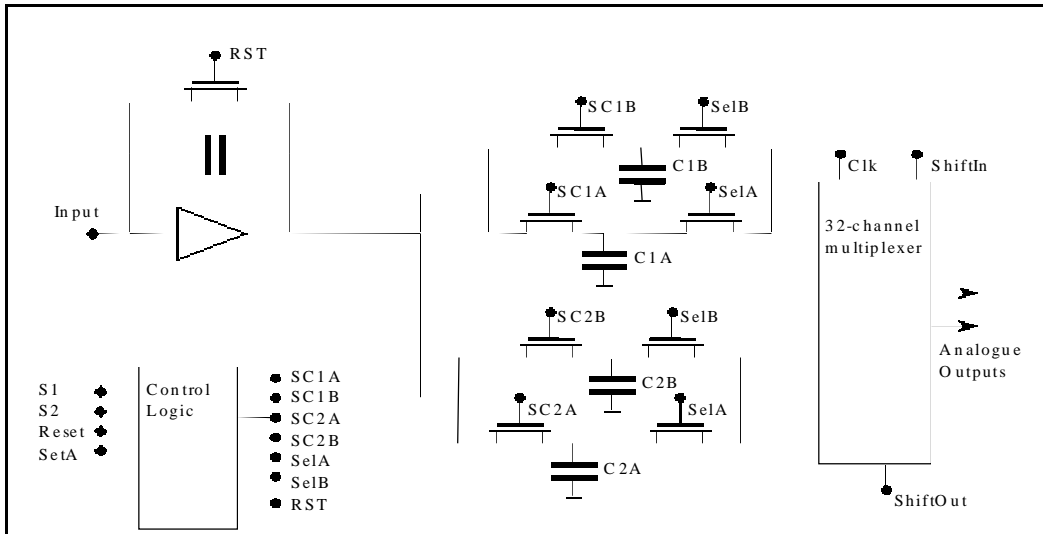 RST
SC1B
SelB
C1B
SC1A
SelA
C1A
Input
Clk
ShiftIn
32-channel
multiplexer
SC2B
SelB
C2B
SC2A
SelA
C2A
Analogue
Outputs
S1
S2
Reset
SetA
Control
Logic
SC1A
SC1B
SC2A
SC2B
SelA
SelB
RST
ShiftOut